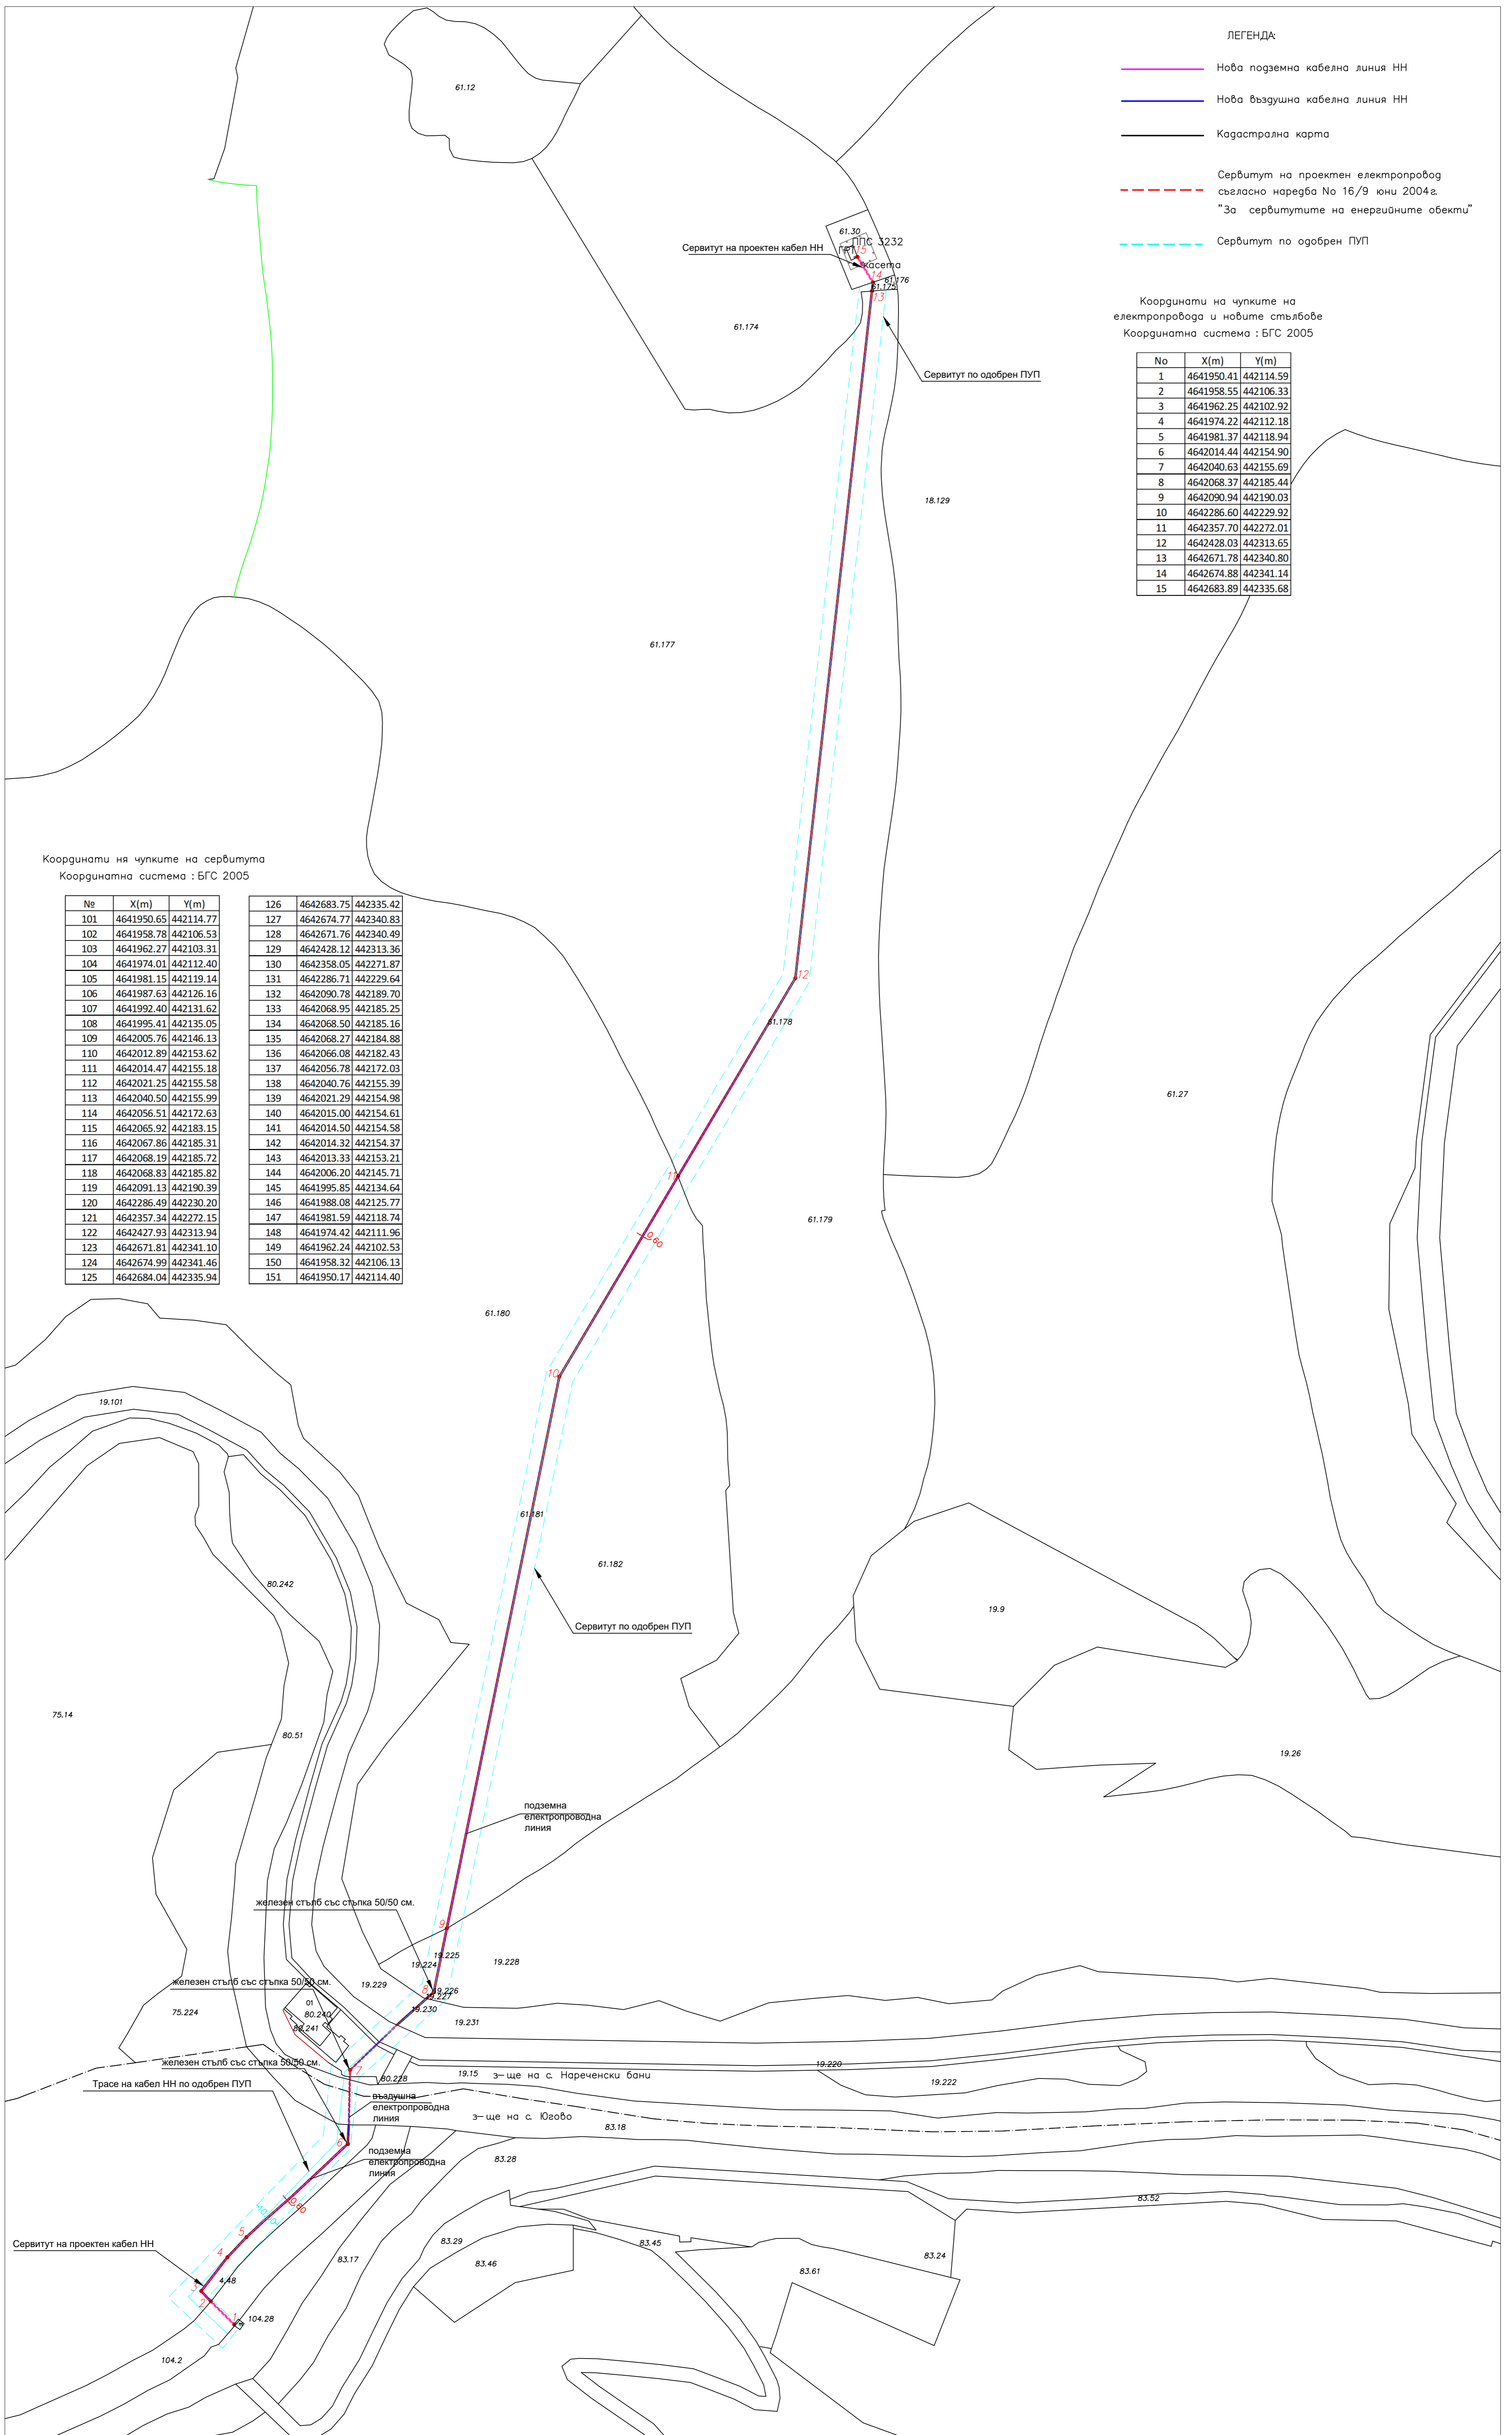 ЛЕГЕНДА:
Нова подземна кабелна линия НН
Нова въздушна кабелна линия НН
Кадастрална карта
Сервитут на проектен електропровод
съгласно наредба No 16/9 юни 2004г.
"За сервитутите на енергийните обекти"
Сервитут по одобрен ПУП
61.12
61.30
ППС 3232
ГРТ
15
Сервитут на проектен кабел НН
касета
14
61.176
61.175
13
61.174
Сервитут по одобрен ПУП
Координати на чупките на
електропровода и новите стълбове
Координатна система : БГС 2005
No X(m) Y(m)
1 4641950.41 442114.59
2 4641958.55 442106.33
3 4641962.25 442102.92
4 4641974.22 442112.18
5 4641981.37 442118.94
6 4642014.44 442154.90
7 4642040.63 442155.69
8 4642068.37 442185.44
9 4642090.94 442190.03
10 4642286.60 442229.92
11 4642357.70 442272.01
12 4642428.03 442313.65
13 4642671.78 442340.80
14 4642674.88 442341.14
15 4642683.89 442335.68
18.129
61.177
Координати ня чупките на сервитута
Координатна система : БГС 2005
№ X(m) Y(m)
101 4641950.65 442114.77
102 4641958.78 442106.53
103 4641962.27 442103.31
104 4641974.01 442112.40
105 4641981.15 442119.14
106 4641987.63 442126.16
107 4641992.40 442131.62
108 4641995.41 442135.05
109 4642005.76 442146.13
110 4642012.89 442153.62
111 4642014.47 442155.18
112 4642021.25 442155.58
113 4642040.50 442155.99
114 4642056.51 442172.63
115 4642065.92 442183.15
116 4642067.86 442185.31
117 4642068.19 442185.72
118 4642068.83 442185.82
119 4642091.13 442190.39
120 4642286.49 442230.20
121 4642357.34 442272.15
122 4642427.93 442313.94
123 4642671.81 442341.10
124 4642674.99 442341.46
125 4642684.04 442335.94
126 4642683.75 442335.42
127 4642674.77 442340.83
128 4642671.76 442340.49
129 4642428.12 442313.36
130 4642358.05 442271.87
131 4642286.71 442229.64
132 4642090.78 442189.70
133 4642068.95 442185.25
134 4642068.50 442185.16
135 4642068.27 442184.88
136 4642066.08 442182.43
137 4642056.78 442172.03
138 4642040.76 442155.39
139 4642021.29 442154.98
140 4642015.00 442154.61
141 4642014.50 442154.58
142 4642014.32 442154.37
143 4642013.33 442153.21
144 4642006.20 442145.71
145 4641995.85 442134.64
146 4641988.08 442125.77
147 4641981.59 442118.74
148 4641974.42 442111.96
149 4641962.24 442102.53
150 4641958.32 442106.13
151 4641950.17 442114.40
12
61.178
61.27
11
61.179
0.60
61.180
10
19.101
61.181
61.182
80.242
Сервитут по одобрен ПУП
19.9
75.14
80.51
19.26
подземна
електропроводна
линия
железен стълб със стъпка 50/50 см.
9
19.225
19.224
19.228
железен стълб със стъпка 50/50 см.
19.229
8
19.226
19.227
01
19.230
75.224
80.240
80.241
19.231
железен стълб със стъпка 50/50 см.
7
19.220
19.15
з-ще на с. Нареченски бани
80.228
19.222
Трасе на кабел НН по одобрен ПУП
въздушна
електропроводна
линия
з-ще на с. Югово
83.18
6
подземна
електропроводна
линия
83.28
83.52
0.60
5
83.29
83.45
83.24
Сервитут на проектен кабел НН
4
83.17
83.46
83.61
4.48
3
2
1
104.28
104.2